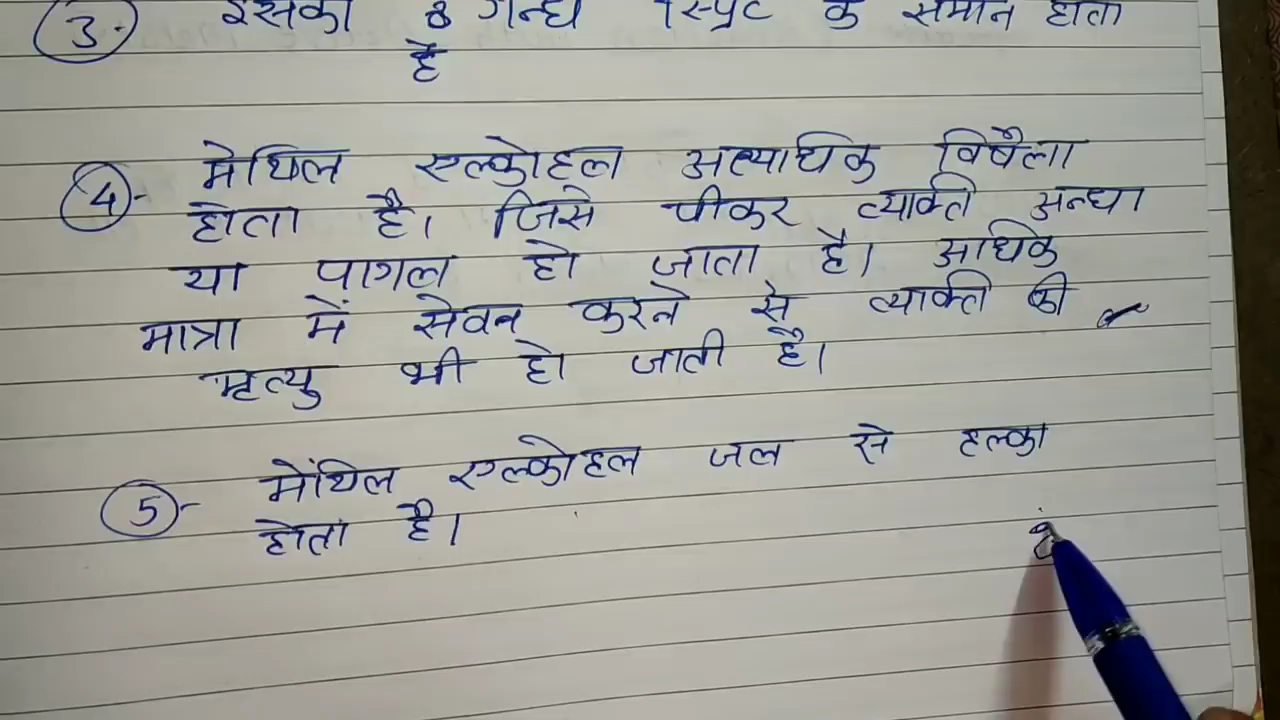 3. इसका गन्ध स्प्रिट के समान होता
है
4- मेथिल एल्कोहल अत्याधिक विषैला
होता है। जिसे पीकर व्यक्ति अन्धा
या पागल हो जाता है। अधिक
मात्रा में सेवन करने से व्यक्ति की
मृत्यु भी हो जाती है।
5- मेंथिल एल्कोहल जल से हल्का
होता है।